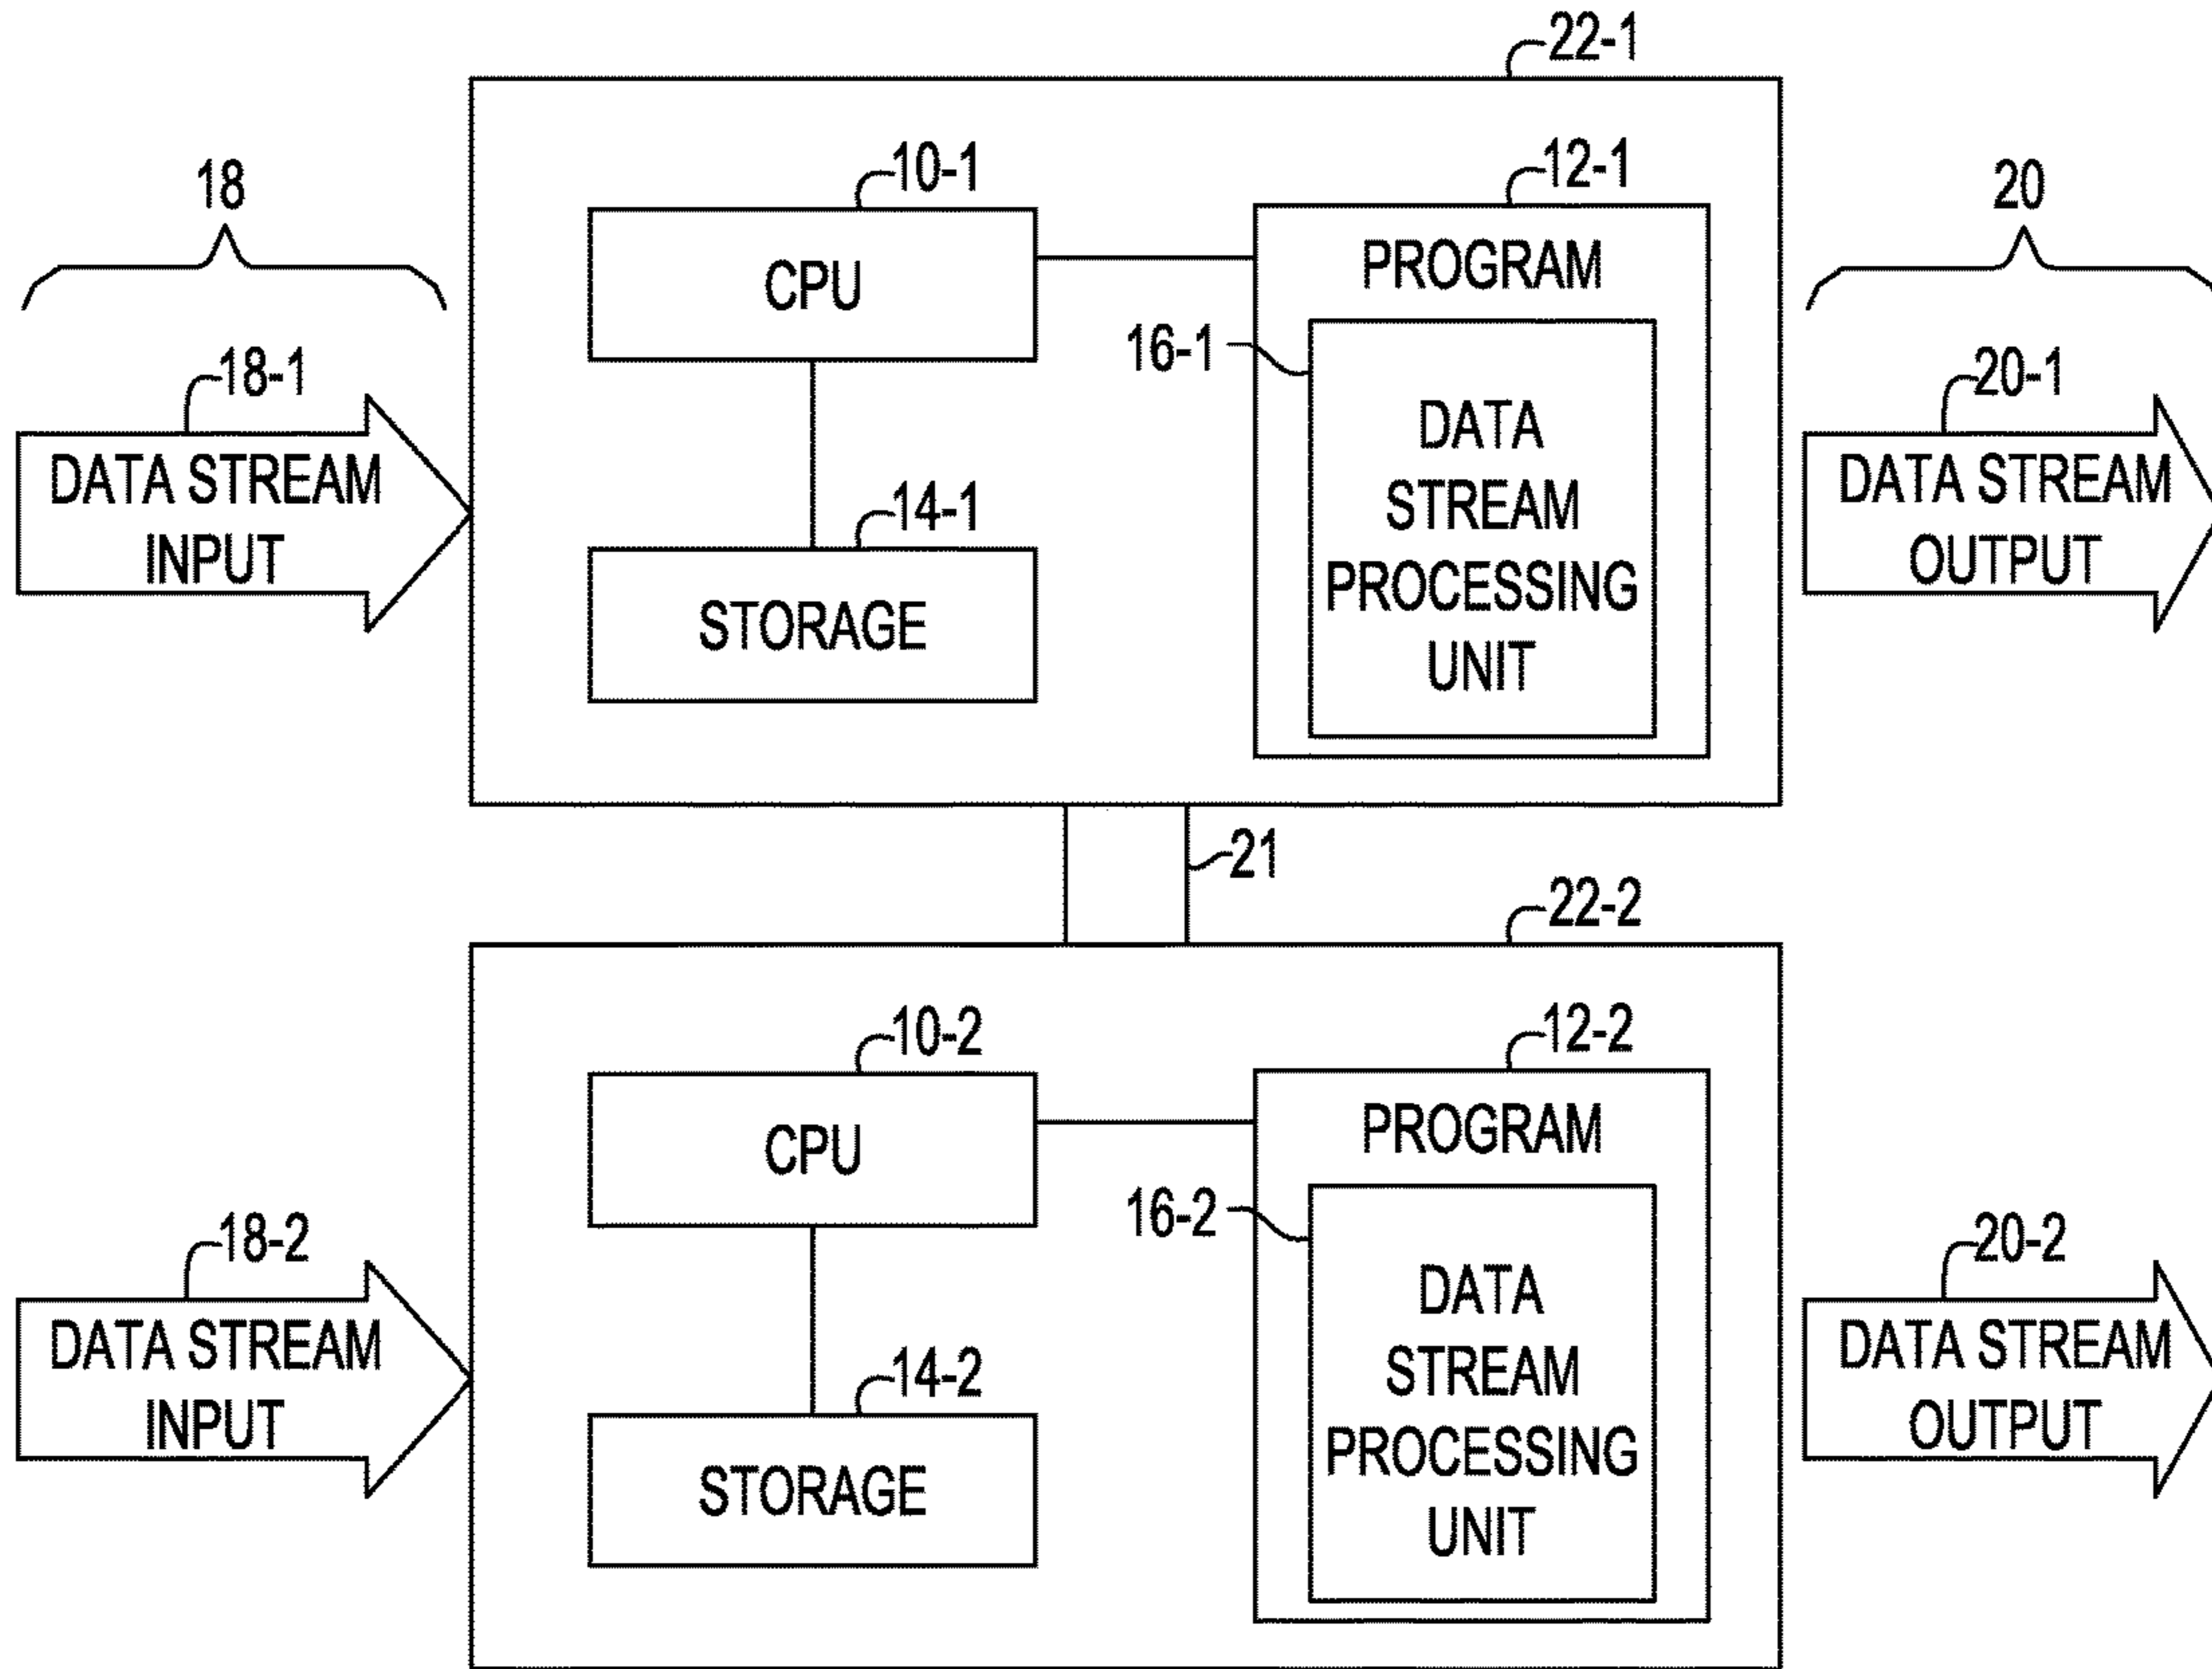 22-1
10-1
12-1
18
20
CPU
PROGRAM
16-1
18-1
20-1
DATA STREAM
INPUT
DATA
STREAM
PROCESSING
UNIT
14-1
STORAGE
DATA STREAM
OUTPUT
21
22-2
10-2
12-2
CPU
PROGRAM
16-2
18-2
20-2
DATA STREAM
INPUT
DATA
STREAM
PROCESSING
UNIT
14-2
STORAGE
DATA STREAM
OUTPUT